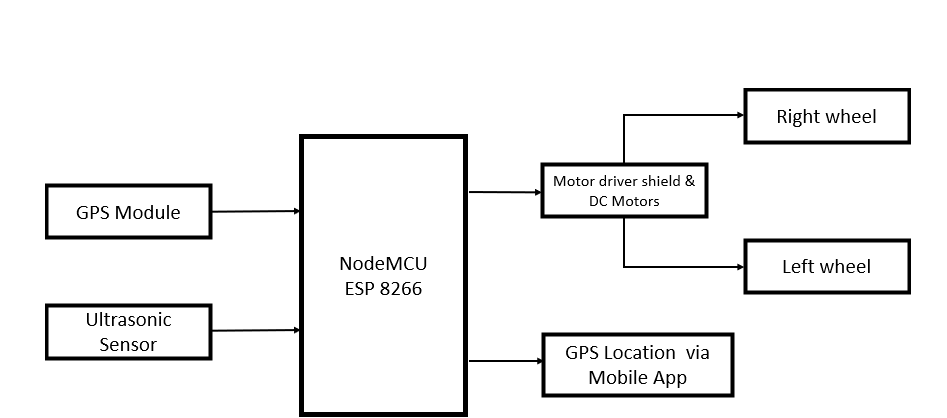 GPS Module
Ultrasonic
Sensor
NodeMCU
ESP 8266
Motor driver shield &
DC Motors
Right wheel
Left wheel
GPS Location via
Mobile App